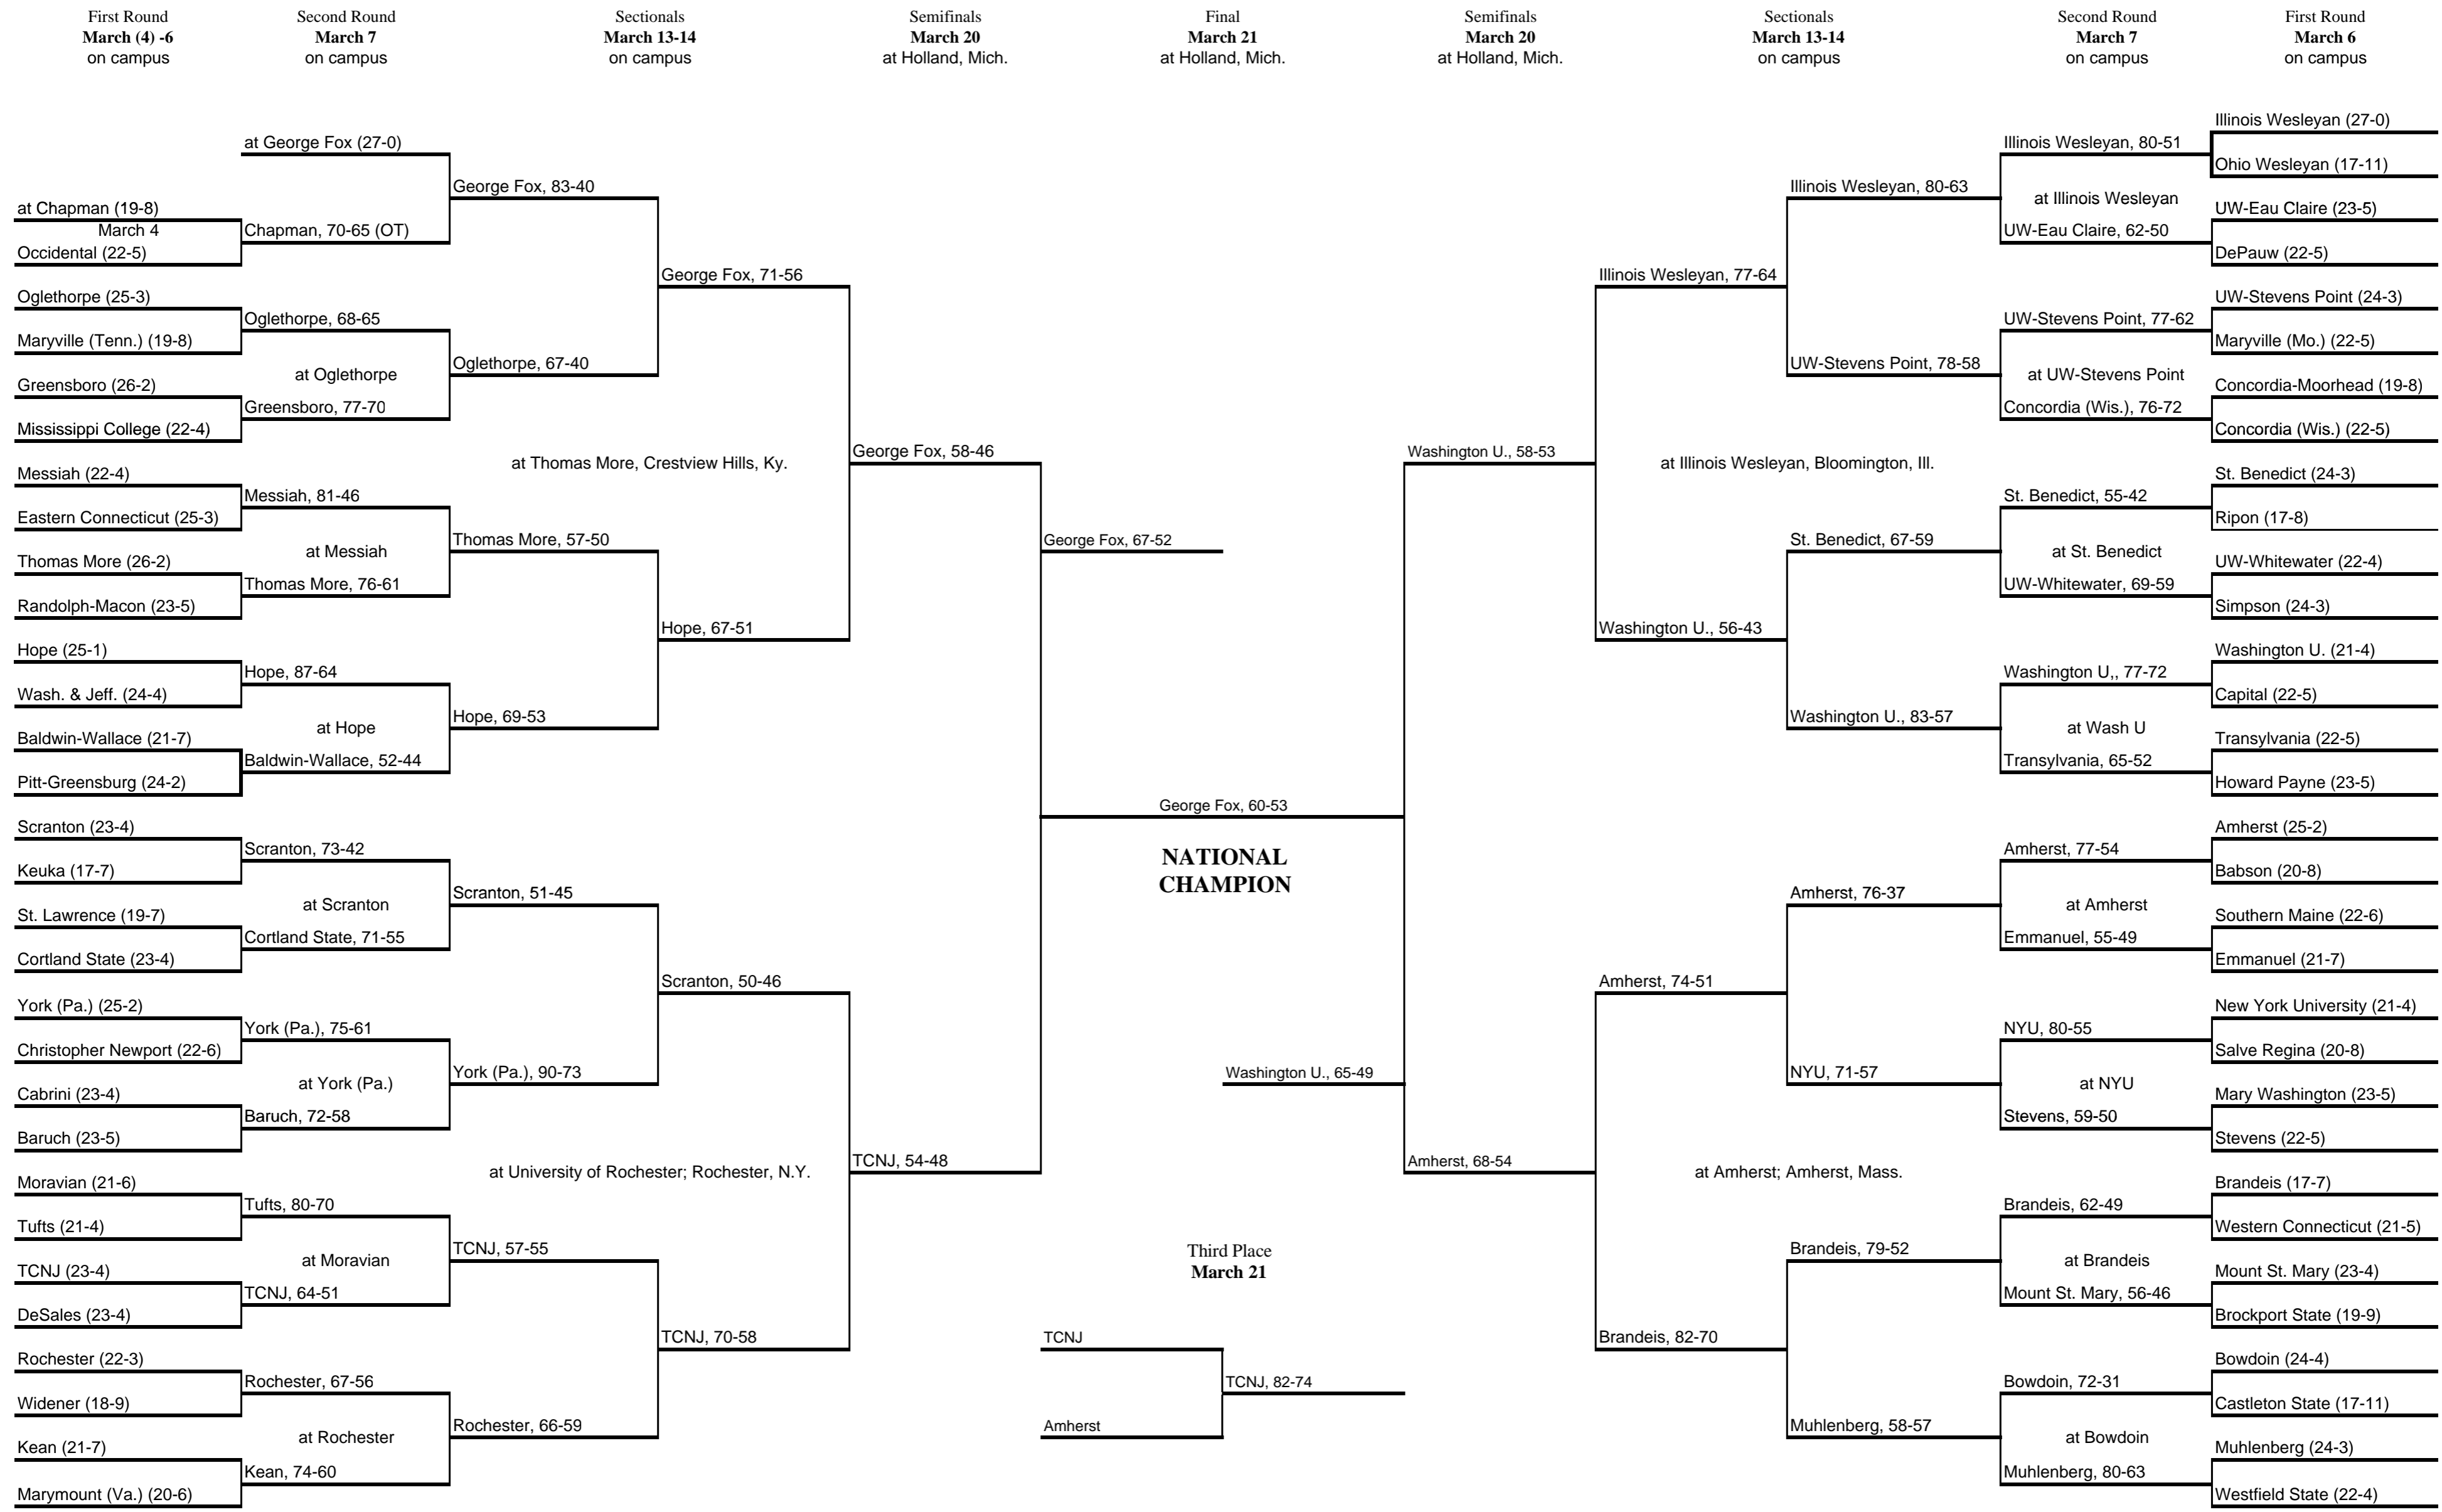 First Round
March (4) -6
on campus
Second Round
March 7
on campus
Sectionals
March 13-14
on campus
Semifinals
March 20
at Holland, Mich.
Final
March 21
at Holland, Mich.
Semifinals
March 20
at Holland, Mich.
Sectionals
March 13-14
on campus
Second Round
March 7
on campus
First Round
March 6
on campus
at Chapman (19-8)
March 4
Occidental (22-5)
Oglethorpe (25-3)
Maryville (Tenn.) (19-8)
Greensboro (26-2)
Mississippi College (22-4)
Messiah (22-4)
Eastern Connecticut (25-3)
Thomas More (26-2)
Randolph-Macon (23-5)
Hope (25-1)
Wash. & Jeff. (24-4)
Baldwin-Wallace (21-7)
Pitt-Greensburg (24-2)
Scranton (23-4)
Keuka (17-7)
St. Lawrence (19-7)
Cortland State (23-4)
York (Pa.) (25-2)
Christopher Newport (22-6)
Cabrini (23-4)
Baruch (23-5)
Moravian (21-6)
Tufts (21-4)
TCNJ (23-4)
DeSales (23-4)
Rochester (22-3)
Widener (18-9)
Kean (21-7)
Marymount (Va.) (20-6)
at George Fox (27-0)
Chapman, 70-65 (OT)
Oglethorpe, 68-65
at Oglethorpe
Greensboro, 77-70
Messiah, 81-46
at Messiah
Thomas More, 76-61
Hope, 87-64
at Hope
Baldwin-Wallace, 52-44
Scranton, 73-42
at Scranton
Cortland State, 71-55
York (Pa.), 75-61
at York (Pa.)
Baruch, 72-58
Tufts, 80-70
at Moravian
TCNJ, 64-51
Rochester, 67-56
at Rochester
Kean, 74-60
George Fox, 83-40
Oglethorpe, 67-40
at Thomas More, Crestview Hills, Ky.
Thomas More, 57-50
Hope, 69-53
Scranton, 51-45
York (Pa.), 90-73
at University of Rochester; Rochester, N.Y.
TCNJ, 57-55
Rochester, 66-59
George Fox, 71-56
Hope, 67-51
Scranton, 50-46
TCNJ, 70-58
George Fox, 58-46
TCNJ, 54-48
George Fox, 67-52
George Fox, 60-53
NATIONAL
CHAMPION
Washington U., 65-49
Third Place
March 21
TCNJ
TCNJ, 82-74
Amherst
Washington U., 58-53
Amherst, 68-54
Illinois Wesleyan, 77-64
Washington U., 56-43
Amherst, 74-51
Brandeis, 82-70
Illinois Wesleyan, 80-63
UW-Stevens Point, 78-58
at Illinois Wesleyan, Bloomington, Ill.
St. Benedict, 67-59
Washington U., 83-57
Amherst, 76-37
NYU, 71-57
at Amherst; Amherst, Mass.
Brandeis, 79-52
Muhlenberg, 58-57
Illinois Wesleyan, 80-51
at Illinois Wesleyan
UW-Eau Claire, 62-50
UW-Stevens Point, 77-62
at UW-Stevens Point
Concordia (Wis.), 76-72
St. Benedict, 55-42
at St. Benedict
UW-Whitewater, 69-59
Washington U,, 77-72
at Wash U
Transylvania, 65-52
Amherst, 77-54
at Amherst
Emmanuel, 55-49
NYU, 80-55
at NYU
Stevens, 59-50
Brandeis, 62-49
at Brandeis
Mount St. Mary, 56-46
Bowdoin, 72-31
at Bowdoin
Muhlenberg, 80-63
Illinois Wesleyan (27-0)
Ohio Wesleyan (17-11)
UW-Eau Claire (23-5)
DePauw (22-5)
UW-Stevens Point (24-3)
Maryville (Mo.) (22-5)
Concordia-Moorhead (19-8)
Concordia (Wis.) (22-5)
St. Benedict (24-3)
Ripon (17-8)
UW-Whitewater (22-4)
Simpson (24-3)
Washington U. (21-4)
Capital (22-5)
Transylvania (22-5)
Howard Payne (23-5)
Amherst (25-2)
Babson (20-8)
Southern Maine (22-6)
Emmanuel (21-7)
New York University (21-4)
Salve Regina (20-8)
Mary Washington (23-5)
Stevens (22-5)
Brandeis (17-7)
Western Connecticut (21-5)
Mount St. Mary (23-4)
Brockport State (19-9)
Bowdoin (24-4)
Castleton State (17-11)
Muhlenberg (24-3)
Westfield State (22-4)